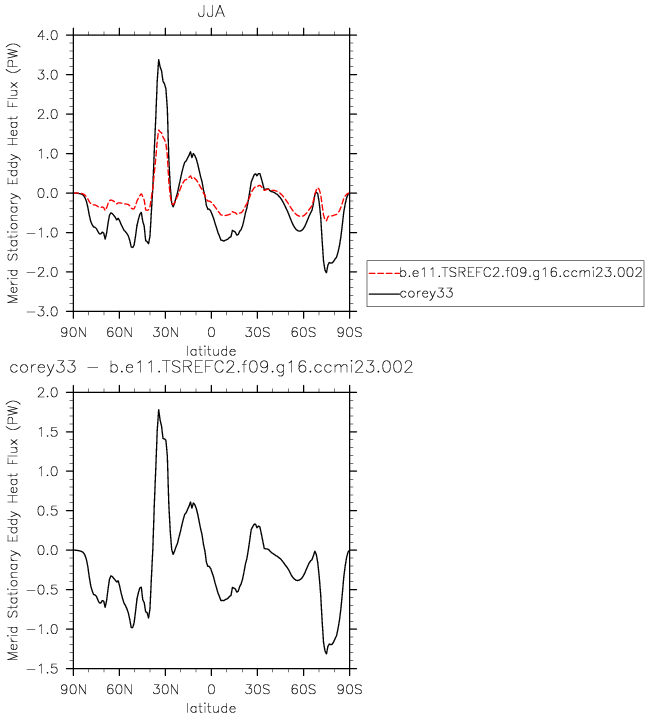 JJA
Merid Stationary Eddy Heat Flux (PW)
4.0
3.0
2.0
1.0
0.0
−1.0
−2.0
−3.0
90N 60N 30N 0 30S 60S 90S
latitude
b.e11.TSREFC2.f09.g16.ccmi23.002
corey33
corey33 − b.e11.TSREFC2.f09.g16.ccmi23.002
Merid Stationary Eddy Heat Flux (PW)
2.0
1.5
1.0
0.5
0.0
−0.5
−1.0
−1.5
90N 60N 30N 0 30S 60S 90S
latitude